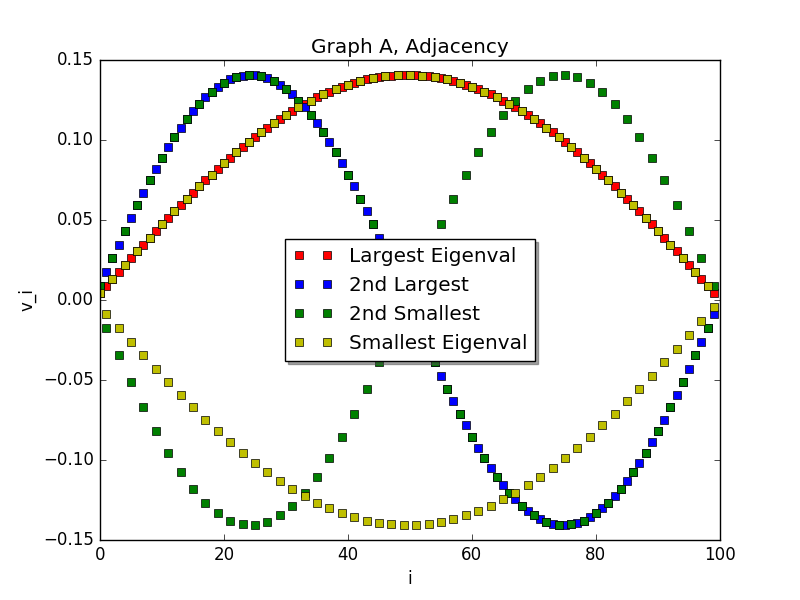 Graph A, Adjacency
0.15
0.10
0.05
0.00
−0.05
−0.10
−0.15
v_i
Largest Eigenval
2nd Largest
2nd Smallest
Smallest Eigenval
0 20 40 60 80 100
i